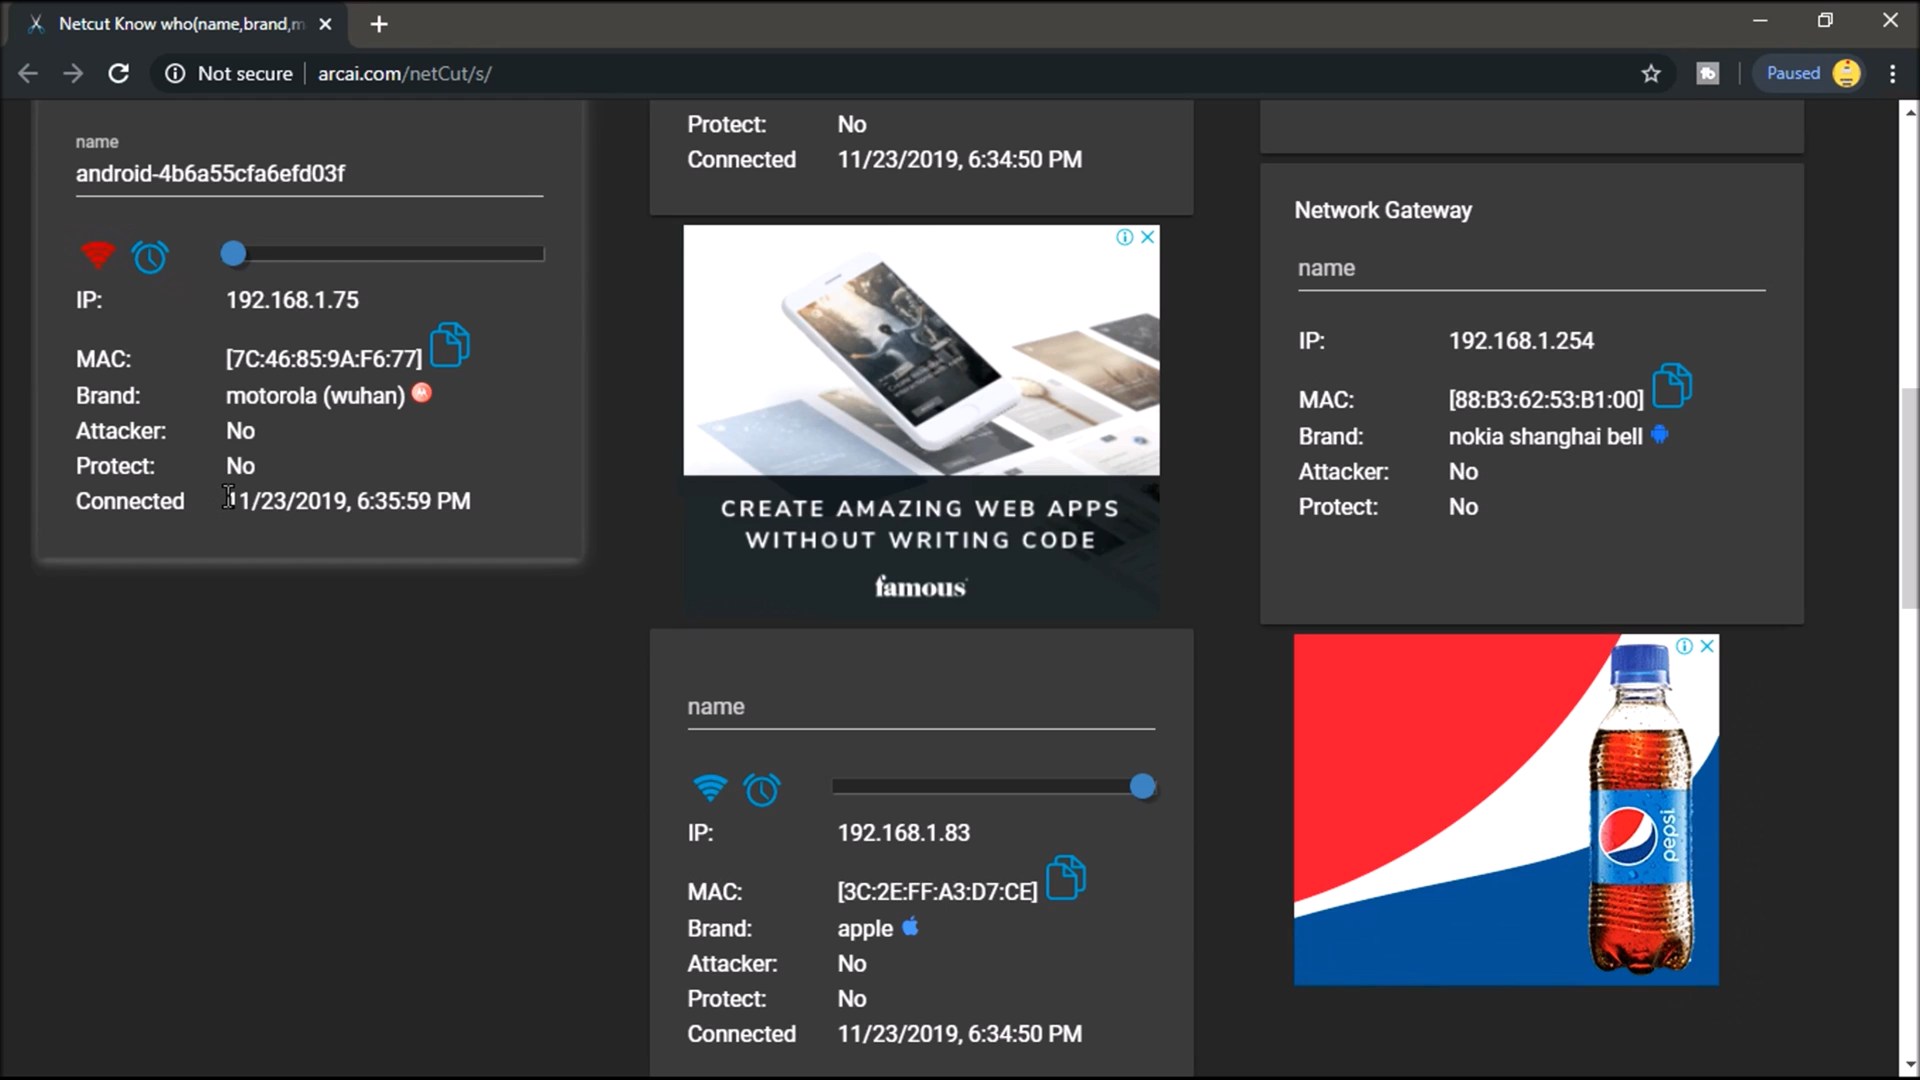 Netcut Know who(name,brand,m
Not secure
arcai.com/netCut/s/
Paused
name
android-4b6a55cfa6efd03f
IP: 192.168.1.75
MAC: [7C:46:85:9A:F6:77]
Brand: motorola (wuhan)
Attacker: No
Protect: No
Connected 11/23/2019, 6:35:59 PM
Protect: No
Connected 11/23/2019, 6:34:50 PM
CREATE AMAZING WEB APPS
WITHOUT WRITING CODE
famous
name
IP: 192.168.1.83
MAC: [3C:2E:FF:A3:D7:CE]
Brand: apple
Attacker: No
Protect: No
Connected 11/23/2019, 6:34:50 PM
Network Gateway
name
IP: 192.168.1.254
MAC: [88:B3:62:53:B1:00]
Brand: nokia shanghai bell
Attacker: No
Protect: No
pepsi